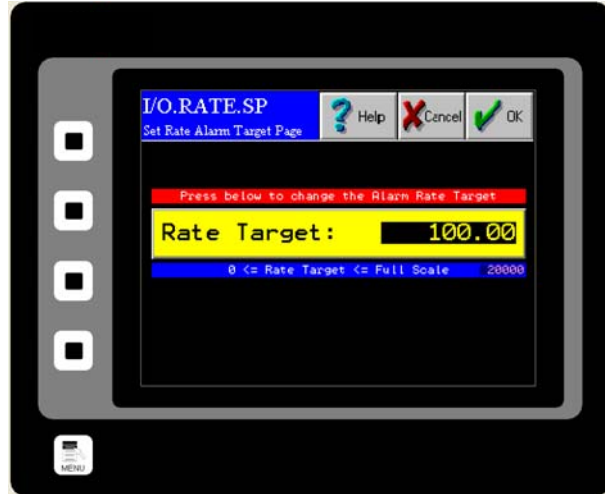 I/O.RATE.SP
Set Rate Alarm Target Page
Help
Cancel
OK
Press below to change the Alarm Rate Target
Rate Target: 100.00
0 <= Rate Target <= Full Scale 20000
MENU